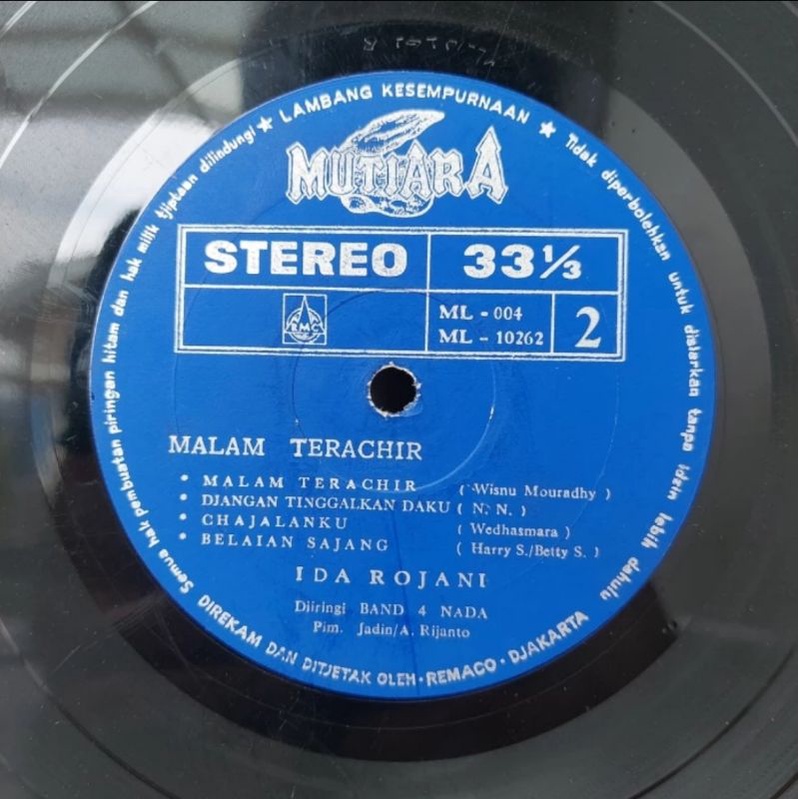 ★ LAMBANG KESEMPURNAAN ★
Tidak diperbolehkan untuk disiarkan tanpa idzin lebih dahulu
Semua hak pembuatan piringan hitam dan hak milik tjiptaan dilindungi
MUTIARA
STEREO 33⅓
RMC
ML - 004
ML - 10262
2
MALAM TERACHIR
* MALAM TERACHIR ( Wisnu Mouradhy )
* DJANGAN TINGGALKAN DAKU ( N. N. )
* CHAJALANKU ( Wedhasmara )
* BELAIAN SAJANG ( Harry S./Betty S. )
IDA ROJANI
Diiringi BAND 4 NADA
Pim. Jadin/A. Rijanto
DIREKAM DAN DITJETAK OLEH • REMACO • DJAKARTA